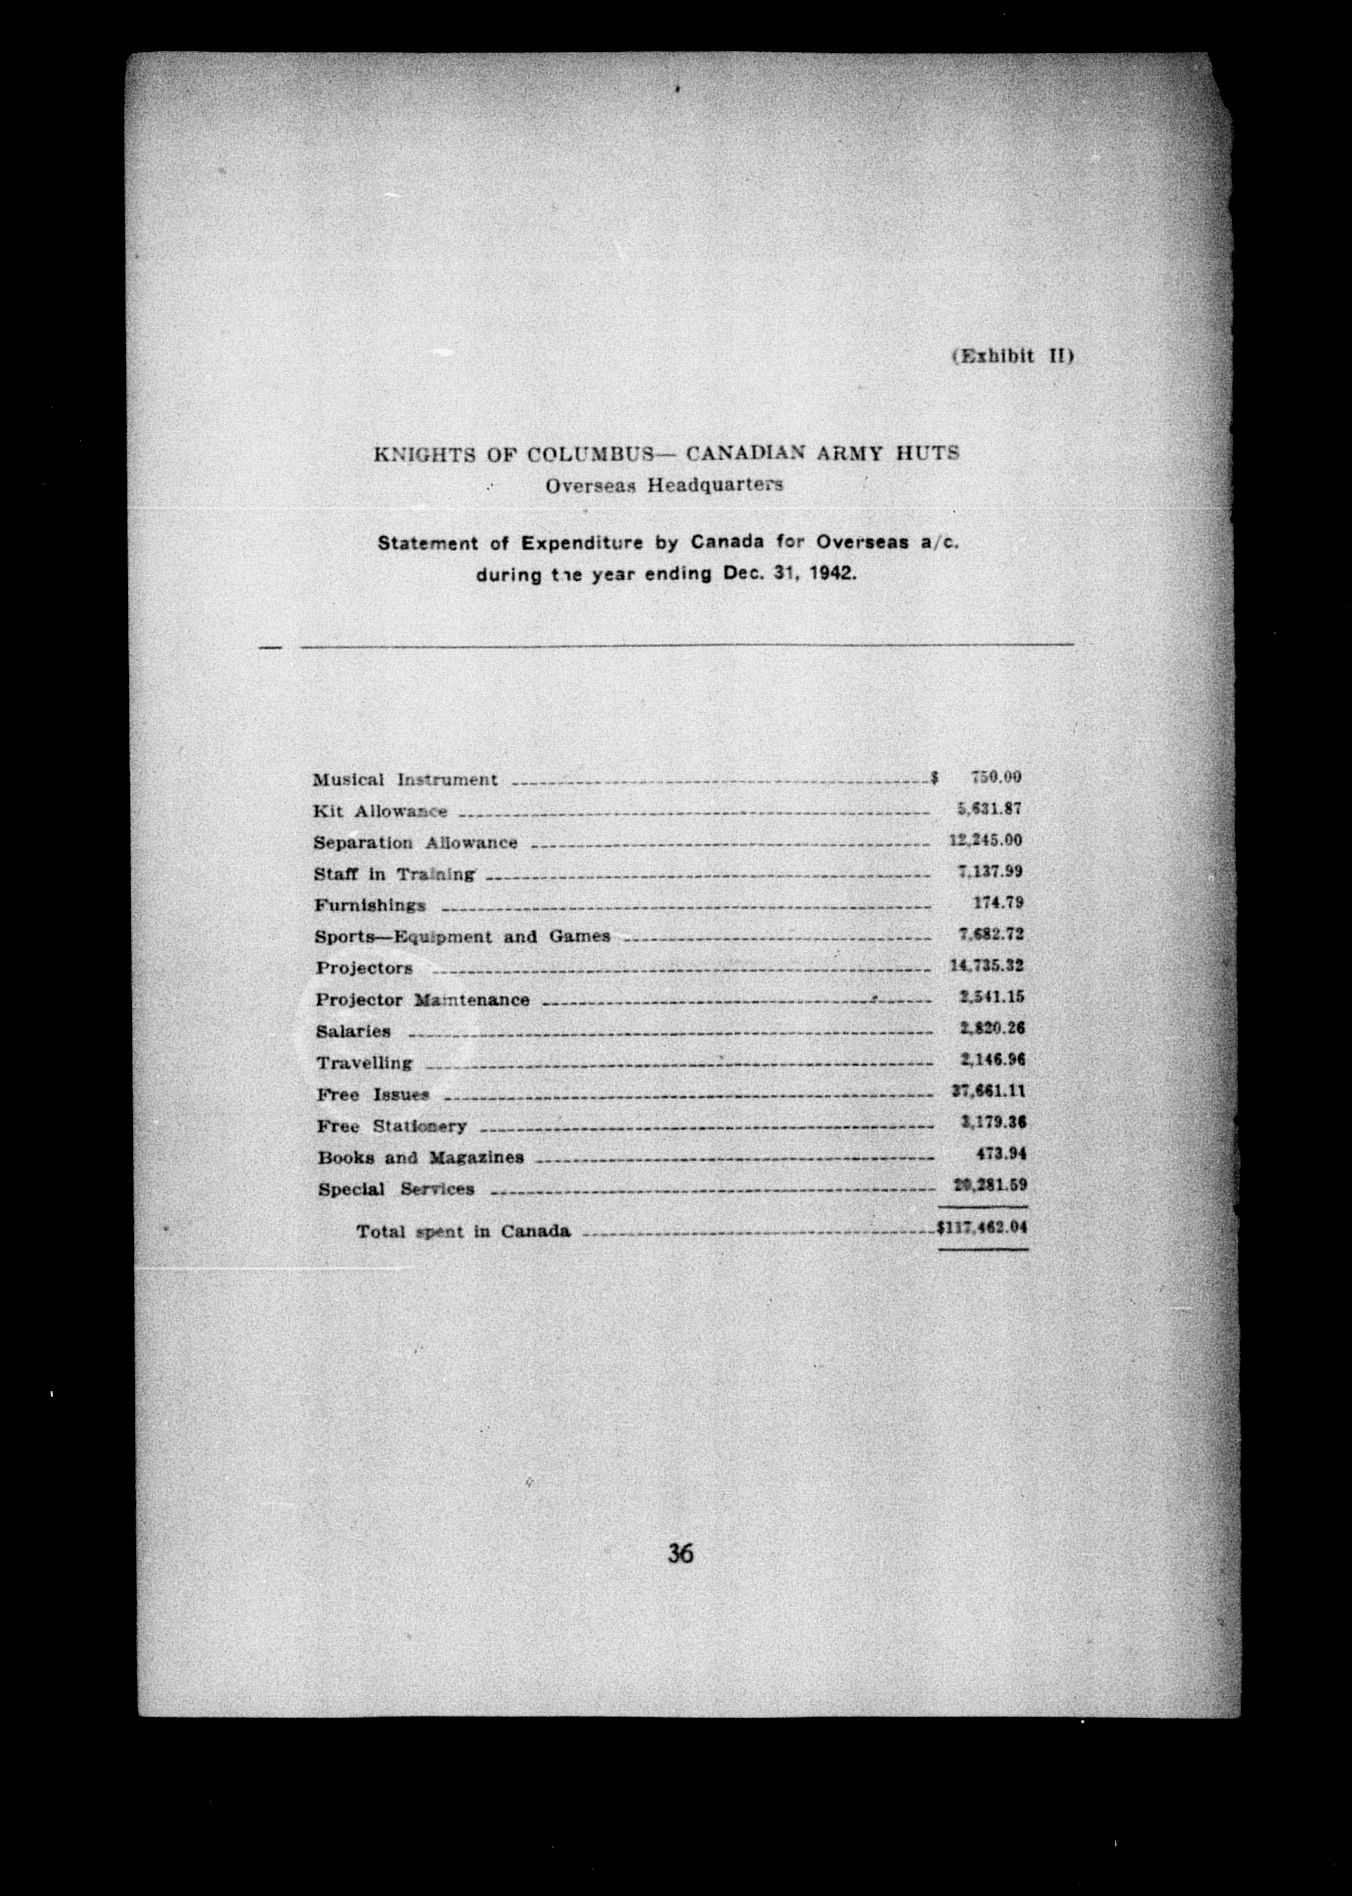 (Exhibit II)
KNIGHTS OF COLUMBUS— CANADIAN ARMY HUTS
Overseas Headquarters
Statement of Expenditure by Canada for Overseas a/c.
during the year ending Dec. 31, 1942.
Musical Instrument $ 750.00
Kit Allowance 5,631.87
Separation Allowance 12,245.00
Staff in Training 7,137.99
Furnishings 174.79
Sports—Equipment and Games 7,682.72
Projectors 14,735.32
Projector Maintenance 2,541.15
Salaries 2,820.26
Travelling 2,146.96
Free Issues 37,661.11
Free Stationery 3,179.36
Books and Magazines 473.94
Special Services 20,281.59
Total spent in Canada $117,462.04
36